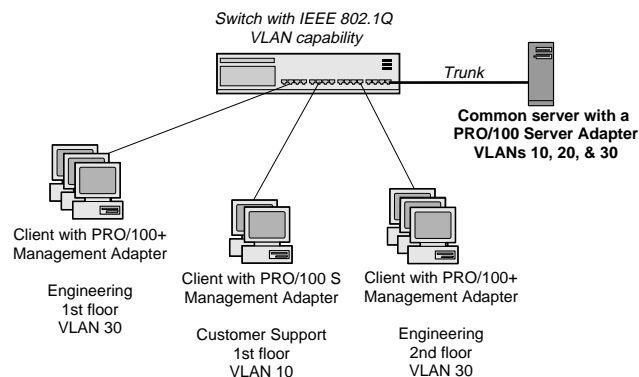 Switch with IEEE 802.1Q
VLAN capability
Trunk
Common server with a
PRO/100 Server Adapter
VLANs 10, 20, & 30
Client with PRO/100+
Management Adapter
Engineering
1st floor
VLAN 30
Client with PRO/100 S
Management Adapter
Customer Support
1st floor
VLAN 10
Client with PRO/100+
Management Adapter
Engineering
2nd floor
VLAN 30